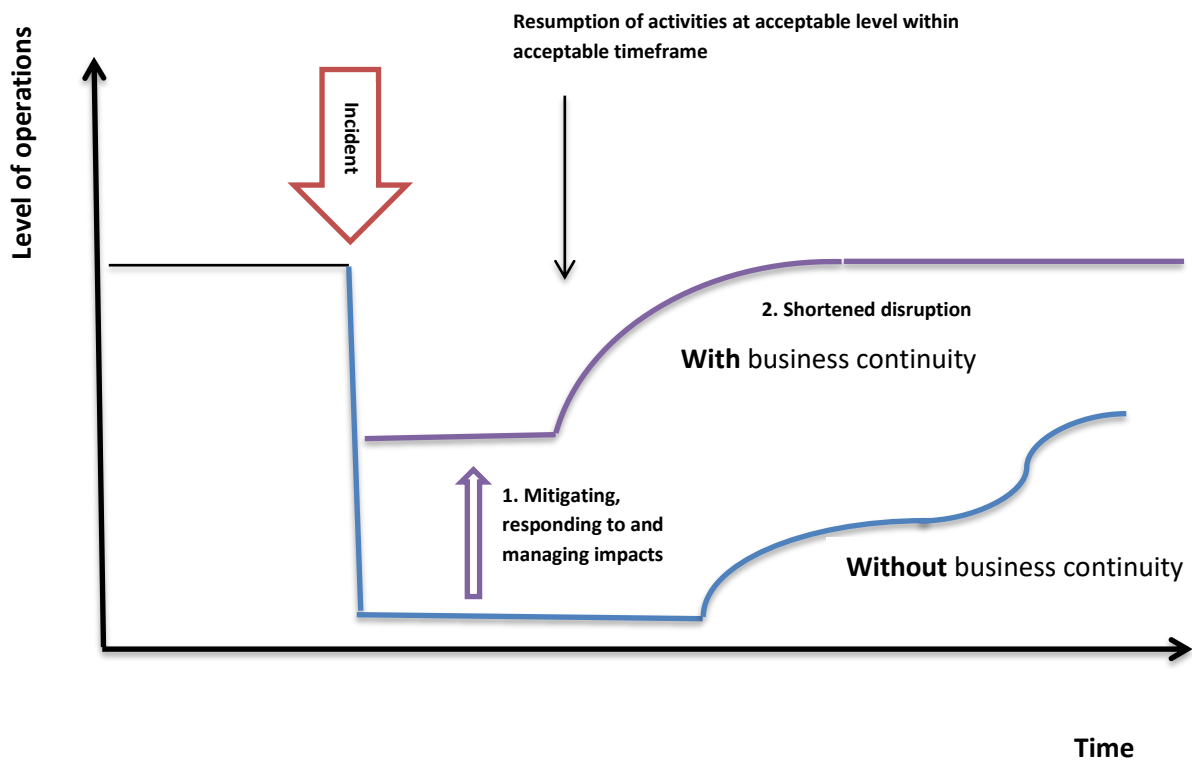 Resumption of activities at acceptable level within
acceptable timeframe
Level of operations
Incident
2. Shortened disruption
With business continuity
1. Mitigating,
responding to and
managing impacts
Without business continuity
Time